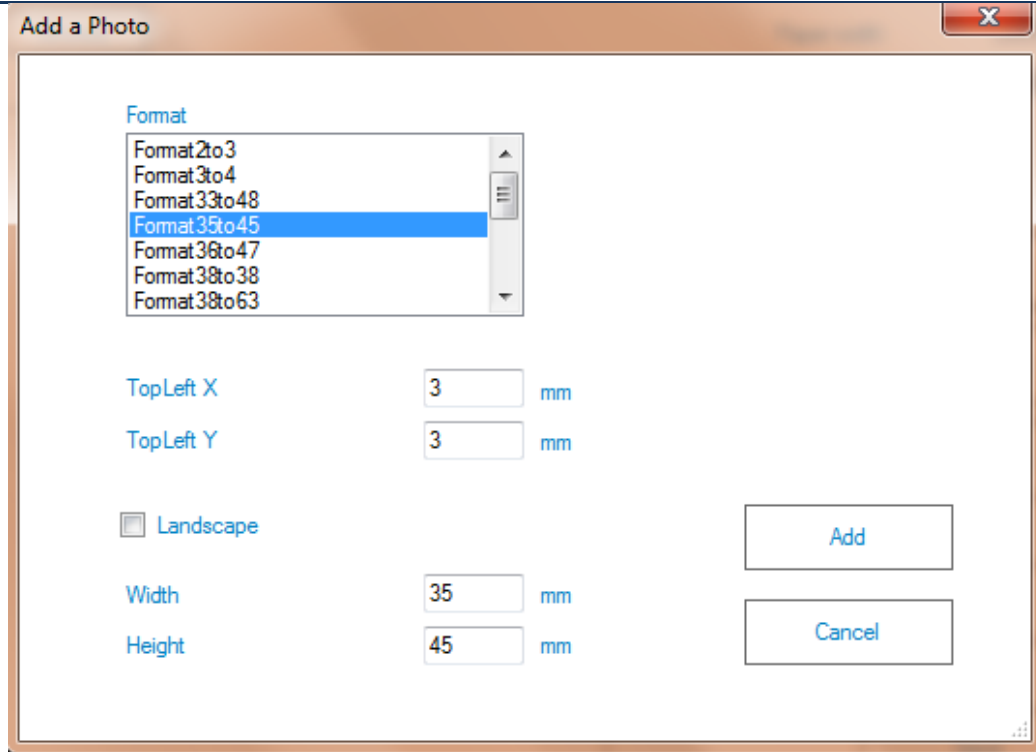 Add a Photo
Format
Format2to3
Format3to4
Format33to48
Format35to45
Format36to47
Format38to38
Format38to63
TopLeft X 3 mm
TopLeft Y 3 mm
Landscape
Add
Width 35 mm
Height 45 mm
Cancel